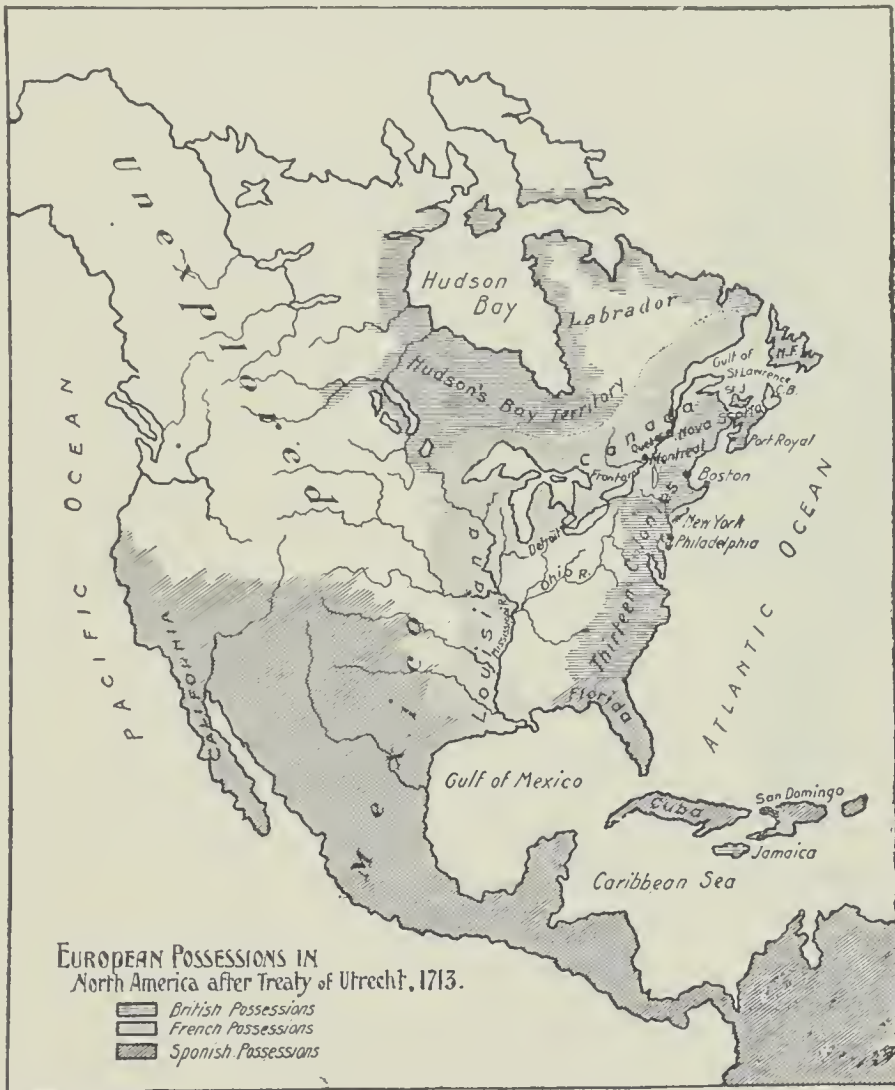 Unexplored
Hudson
Bay
Labrador
Hudson's Bay Territory
Gulf of
St Lawrence
N.F.
St J.
C.B.
Canada
Quebec
Nova Scotia
Montreal
Port Royal
Frontenac
Boston
New York
Philadelphia
Detroit
Ohio R.
Thirteen Colonies
Louisiana
Mississippi R.
Florida
PACIFIC OCEAN
ATLANTIC OCEAN
CALIFORNIA
Mexico
Gulf of Mexico
Cuba
San Domingo
Jamaica
Caribbean Sea
EUROPEAN POSSESSIONS IN
North America after Treaty of Utrecht, 1713.
British Possessions
French Possessions
Spanish Possessions